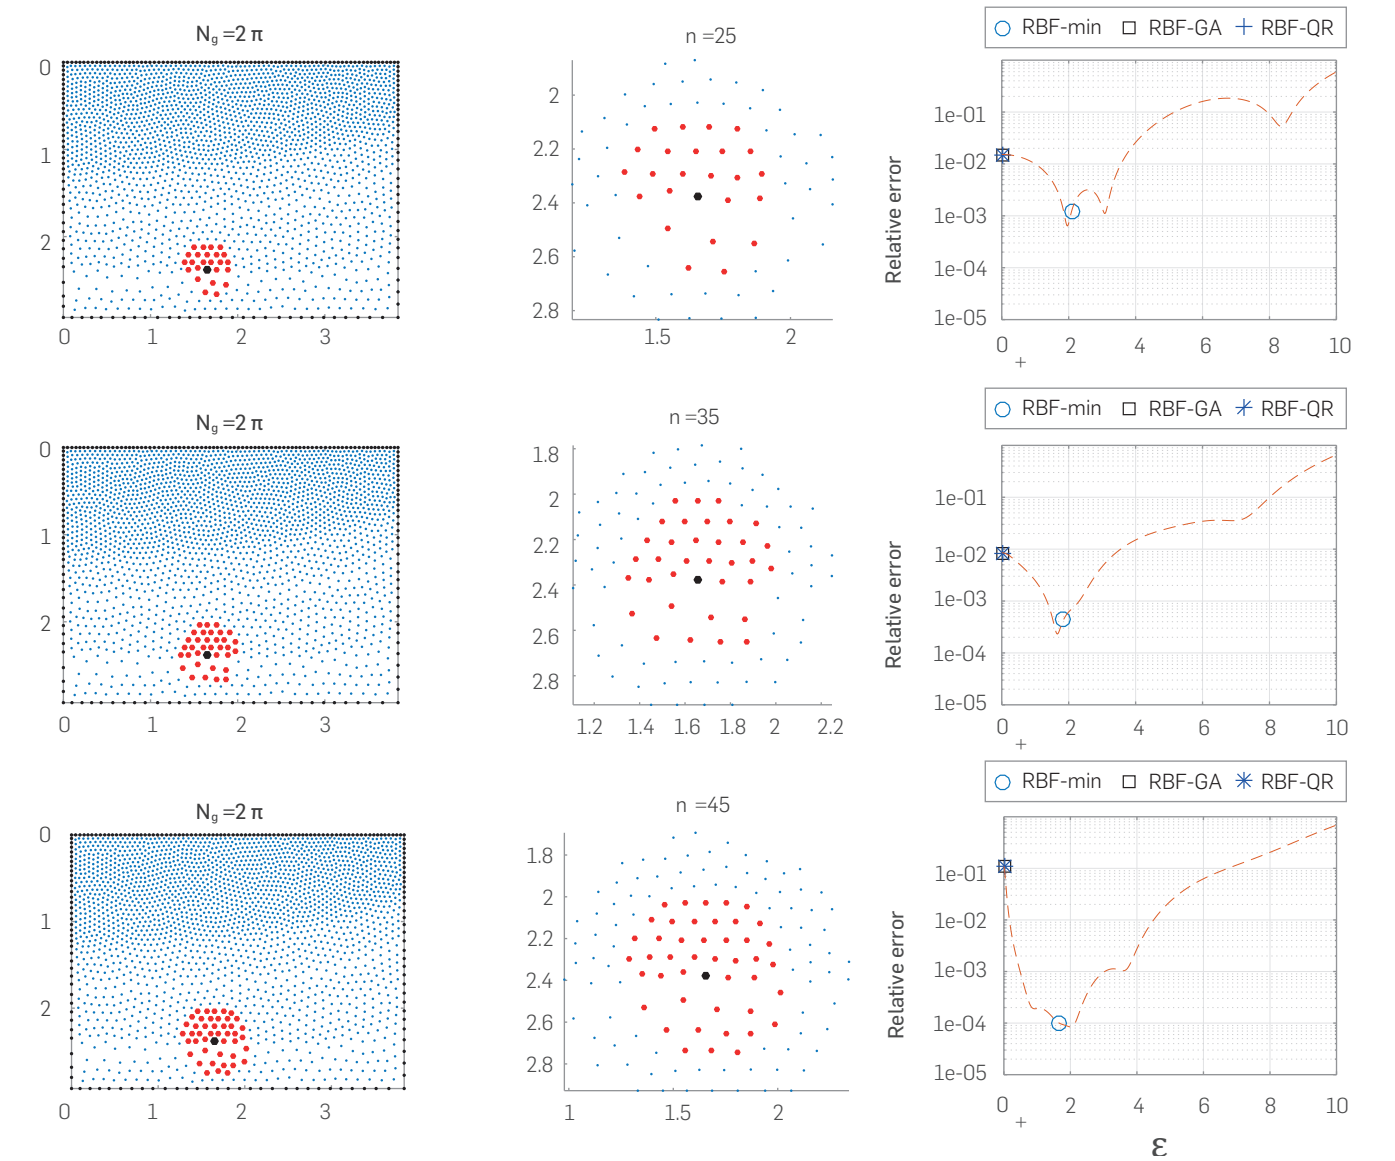 N_g =2 π
0
1
2
0 1 2 3
n =25
2
2.2
2.4
2.6
2.8
1.5 2
RBF-min RBF-GA RBF-QR
Relative error
1e-01
1e-02
1e-03
1e-04
1e-05
0 2 4 6 8 10
+
N_g =2 π
0
1
2
0 1 2 3
n =35
1.8
2
2.2
2.4
2.6
2.8
1.2 1.4 1.6 1.8 2 2.2
RBF-min RBF-GA RBF-QR
Relative error
1e-01
1e-02
1e-03
1e-04
1e-05
0 2 4 6 8 10
+
N_g =2 π
0
1
2
0 1 2 3
n =45
1.8
2
2.2
2.4
2.6
2.8
1 1.5 2
RBF-min RBF-GA RBF-QR
Relative error
1e-01
1e-02
1e-03
1e-04
1e-05
0 2 4 6 8 10
+
ε